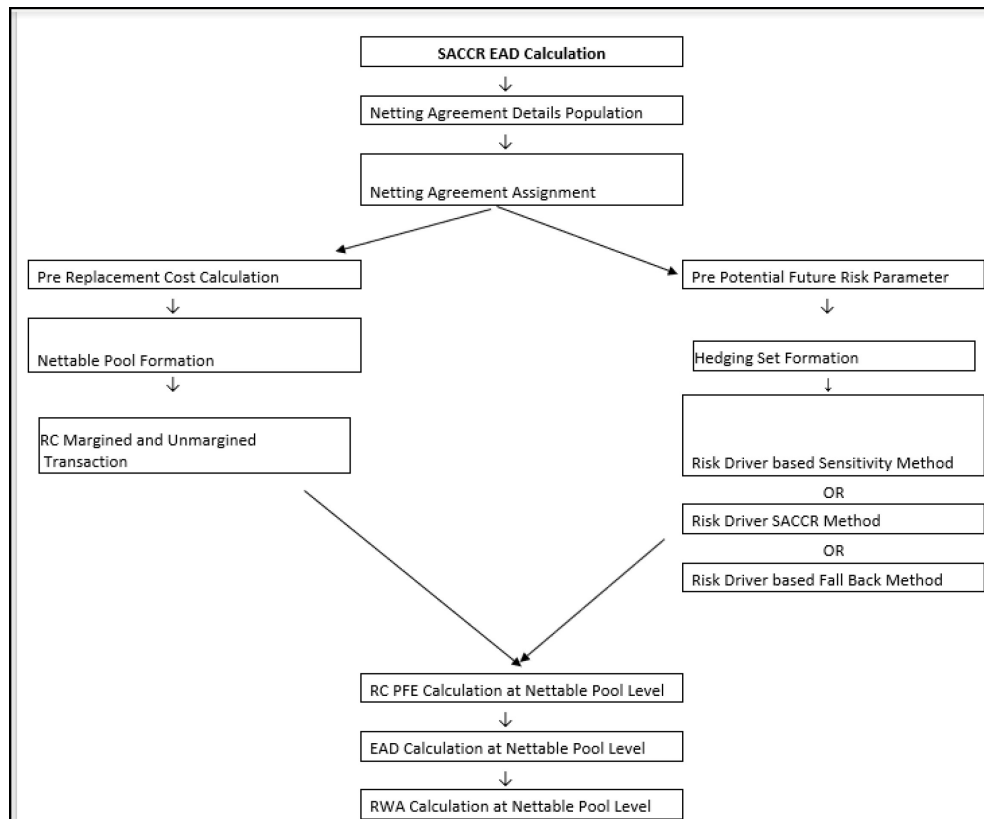 SACCR EAD Calculation
Netting Agreement Details Population
Netting Agreement Assignment
Pre Replacement Cost Calculation
Nettable Pool Formation
RC Margined and Unmargined
Transaction
Pre Potential Future Risk Parameter
Hedging Set Formation
Risk Driver based Sensitivity Method
OR
Risk Driver SACCR Method
OR
Risk Driver based Fall Back Method
RC PFE Calculation at Nettable Pool Level
EAD Calculation at Nettable Pool Level
RWA Calculation at Nettable Pool Level